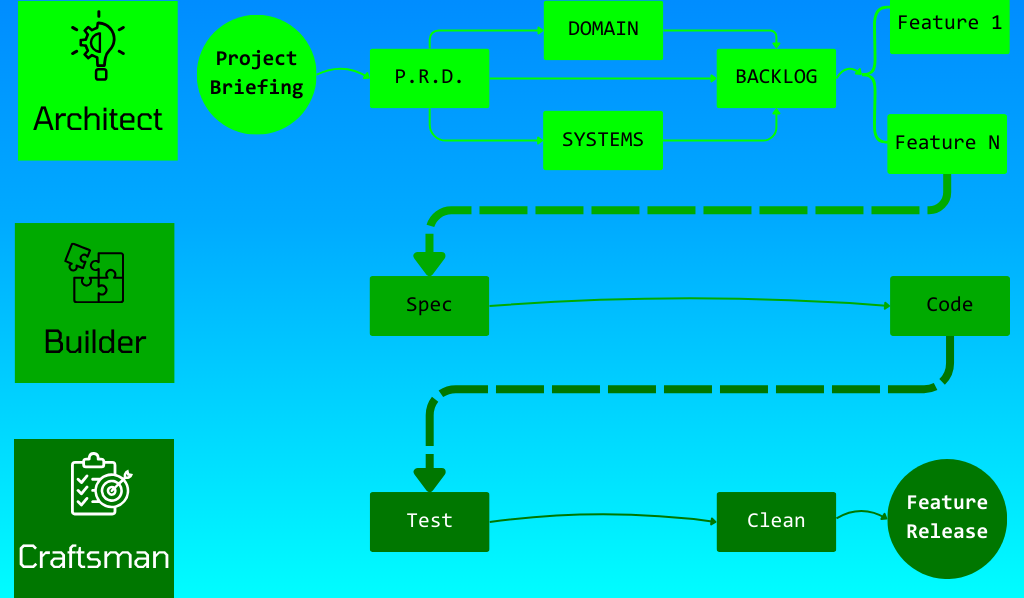 Architect
Project
Briefing
P.R.D.
DOMAIN
SYSTEMS
BACKLOG
Feature 1
Feature N
Builder
Spec
Code
Craftsman
Test
Clean
Feature
Release